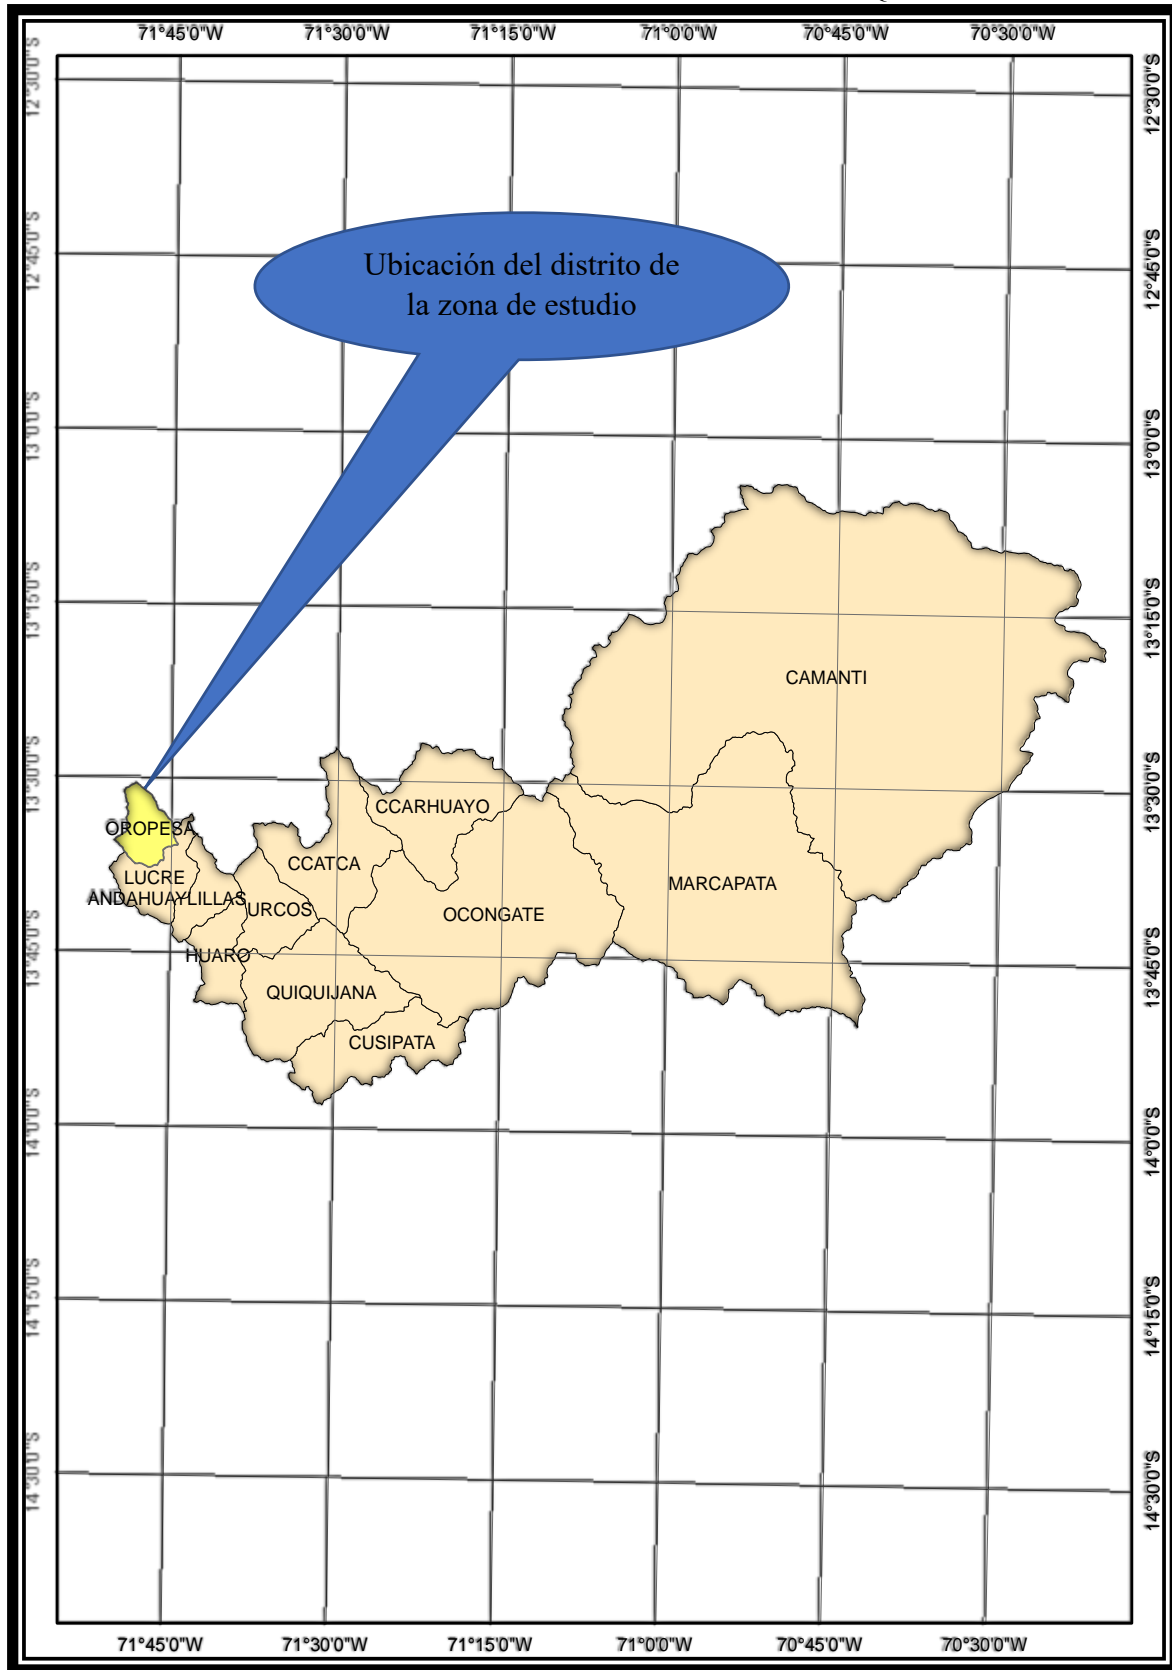 71°45'0"W 71°30'0"W 71°15'0"W 71°0'0"W 70°45'0"W 70°30'0"W
12°30'0"S
12°30'0"S
12°45'0"S
12°45'0"S
Ubicación del distrito de
la zona de estudio
13°0'0"S
13°0'0"S
13°15'0"S
13°15'0"S
CAMANTI
13°30'0"S
13°30'0"S
CCARHUAYO
OROPESA
CCATCA
LUCRE
MARCAPATA
ANDAHUAYLILLAS
URCOS
OCONGATE
HUARO
13°45'0"S
13°45'0"S
QUIQUIJANA
CUSIPATA
14°0'0"S
14°0'0"S
14°15'0"S
14°15'0"S
14°30'0"S
14°30'0"S
71°45'0"W 71°30'0"W 71°15'0"W 71°0'0"W 70°45'0"W 70°30'0"W